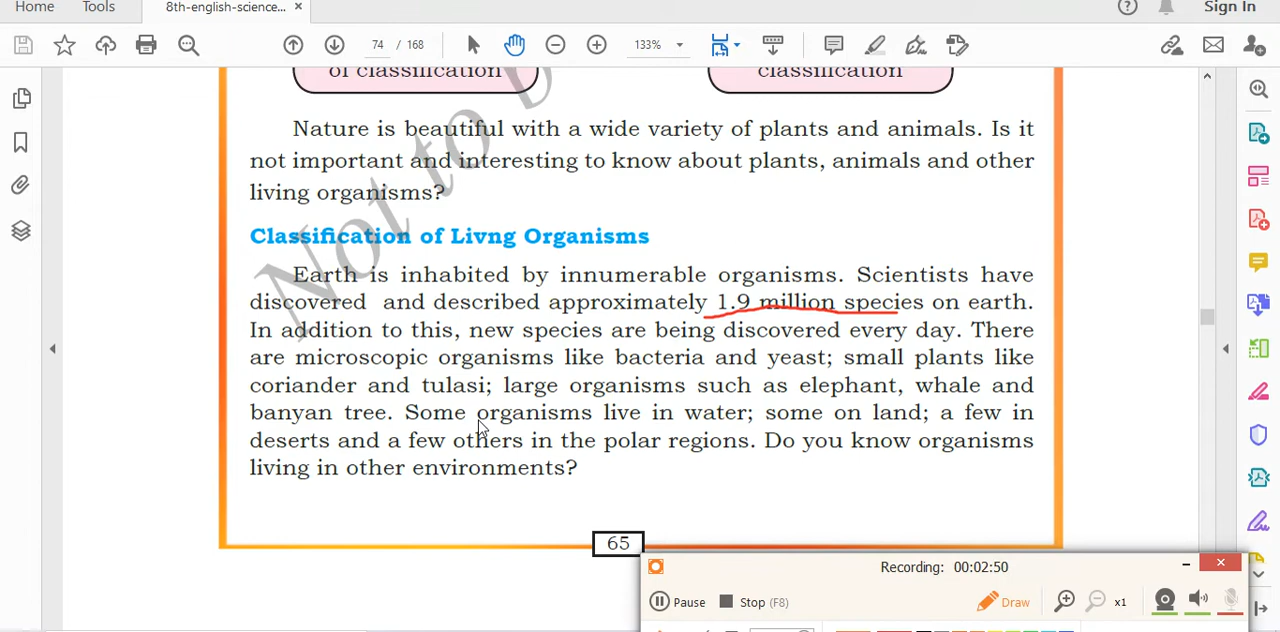 Home Tools 8th-english-science... × Sign In
74 / 168 133%
of classification classification
Nature is beautiful with a wide variety of plants and animals. Is it
not important and interesting to know about plants, animals and other
living organisms?
Classification of Livng Organisms
Earth is inhabited by innumerable organisms. Scientists have
discovered and described approximately 1.9 million species on earth.
In addition to this, new species are being discovered every day. There
are microscopic organisms like bacteria and yeast; small plants like
coriander and tulasi; large organisms such as elephant, whale and
banyan tree. Some organisms live in water; some on land; a few in
deserts and a few others in the polar regions. Do you know organisms
living in other environments?
Not to b
65
Recording: 00:02:50
Pause Stop (F8) Draw x1